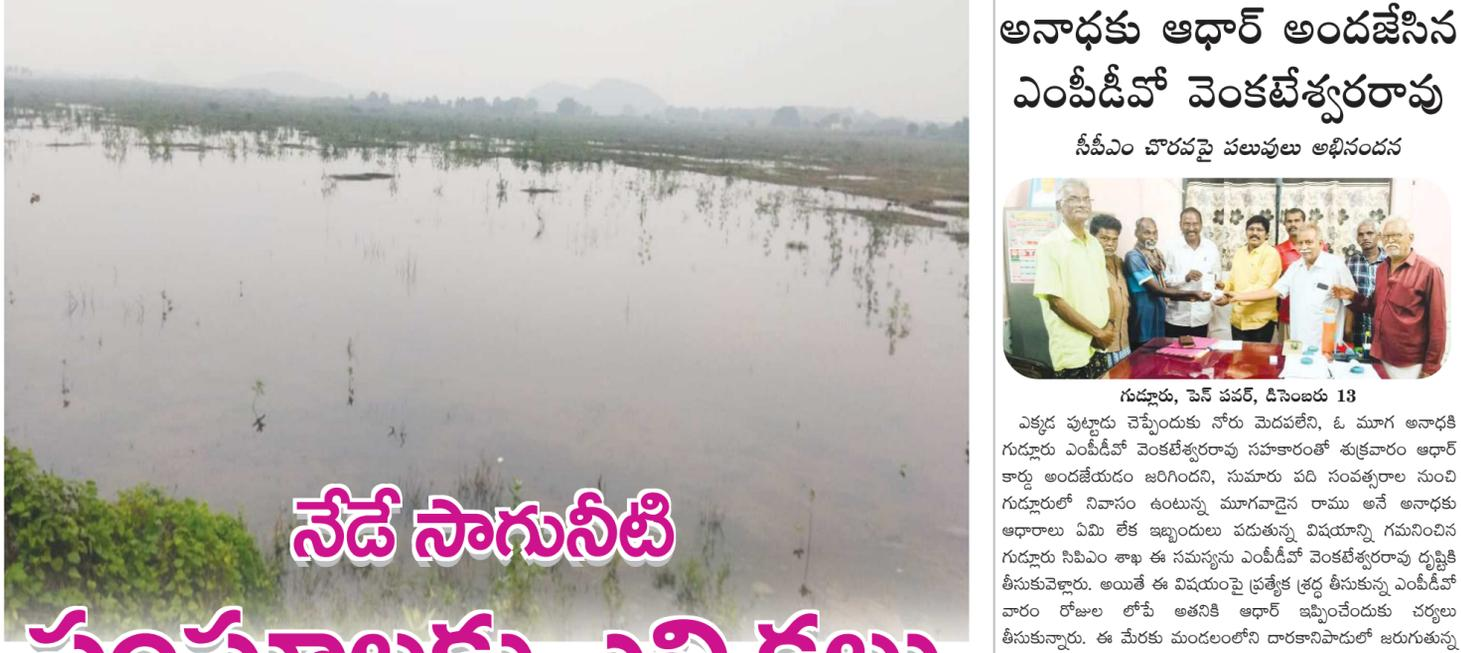 నేడే సాగునీటి
అనాధకు ఆధార్ అందజేసిన
ఎంపీడీవో వెంకటేశ్వరరావు
సీపీఎం చొరవపై పలువులు అభినందన
గుడ్లూరు, పెన్ పవర్, డిసెంబరు 13
ఎక్కడ పుట్టాడు చెప్పేందుకు నోరు మెదపలేని, ఓ మూగ అనాధకి
గుడ్లూరు ఎంపీడీవో వెంకటేశ్వరరావు సహకారంతో శుక్రవారం ఆధార్
కార్డు అందజేయడం జరిగిందని, సుమారు పది సంవత్సరాల నుంచి
గుడ్లూరులో నివాసం ఉంటున్న మూగవాడైన రాము అనే అనాధకు
ఆధారాలు ఏమి లేక ఇబ్బందులు పడుతున్న విషయాన్ని గమనించిన
గుడ్లూరు సిపిఎం శాఖ ఈ సమస్యను ఎంపీడీవో వెంకటేశ్వరరావు దృష్టికి
తీసుకువెళ్లారు. అయితే ఈ విషయంపై ప్రత్యేక శ్రద్ధ తీసుకున్న ఎంపీడీవో
వారం రోజుల లోపే అతనికి ఆధార్ ఇప్పించేందుకు చర్యలు
తీసుకున్నారు. ఈ మేరకు మండలంలోని దారకానిపాడులో జరుగుతున్న